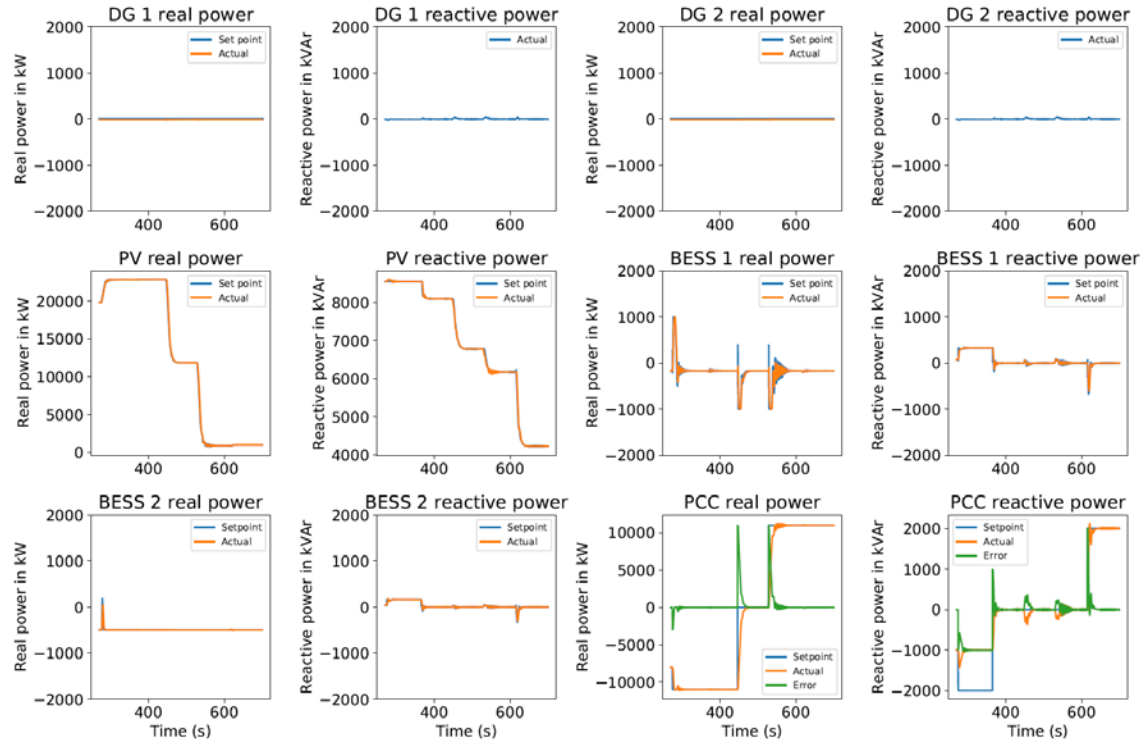 DG 1 real power
Real power in kW
2000
1000
0
−1000
−2000
400
600
Set point
Actual
DG 1 reactive power
Reactive power in kVAr
2000
1000
0
−1000
−2000
400
600
Actual
DG 2 real power
Real power in kW
2000
1000
0
−1000
−2000
400
600
Set point
Actual
DG 2 reactive power
Reactive power in kVAr
2000
1000
0
−1000
−2000
400
600
Actual
PV real power
Real power in kW
20000
15000
10000
5000
0
400
600
Set point
Actual
PV reactive power
Reactive power in kVAr
8000
7000
6000
5000
4000
400
600
Set point
Actual
BESS 1 real power
Real power in kW
2000
1000
0
−1000
−2000
400
600
Set point
Actual
BESS 1 reactive power
Reactive power in kVAr
2000
1000
0
−1000
−2000
400
600
Setpoint
Actual
BESS 2 real power
Real power in kW
2000
1000
0
−1000
−2000
400
600
Time (s)
Setpoint
Actual
BESS 2 reactive power
Reactive power in kVAr
2000
1000
0
−1000
−2000
400
600
Time (s)
Setpoint
Actual
PCC real power
Real power in kW
10000
5000
0
−5000
−10000
400
600
Time (s)
Setpoint
Actual
Error
PCC reactive power
Reactive power in kVAr
2000
1000
0
−1000
−2000
400
600
Time (s)
Setpoint
Actual
Error